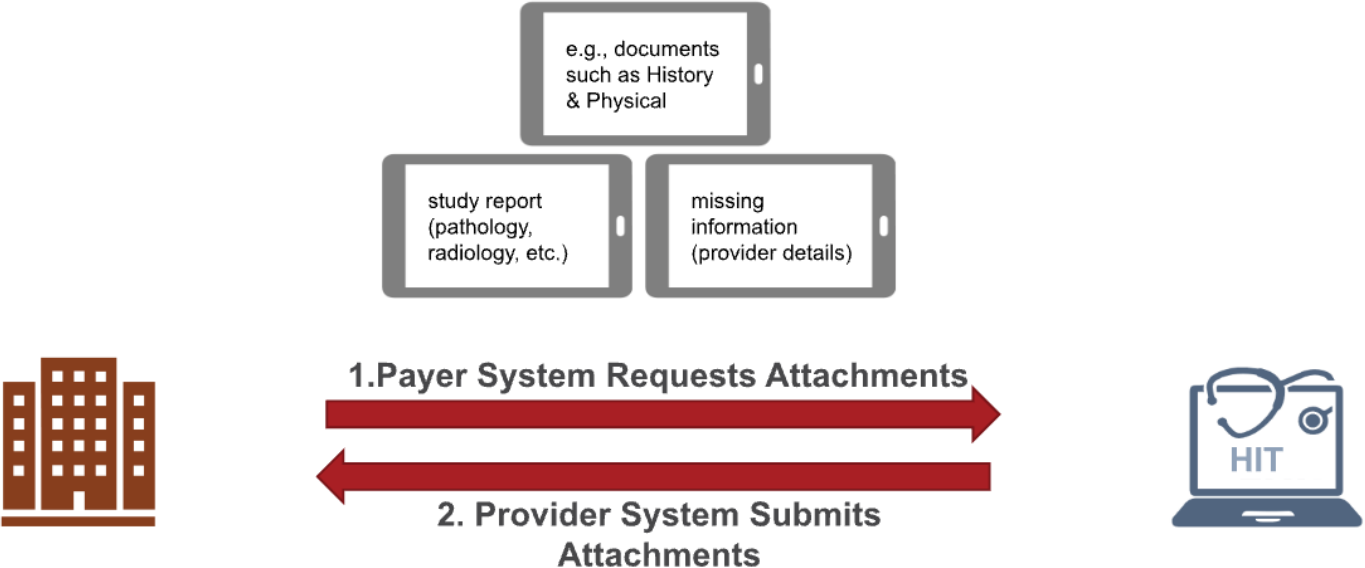 e.g., documents
such as History
& Physical
study report
(pathology,
radiology, etc.)
missing
information
(provider details)
1.Payer System Requests Attachments
HIT
2. Provider System Submits
Attachments